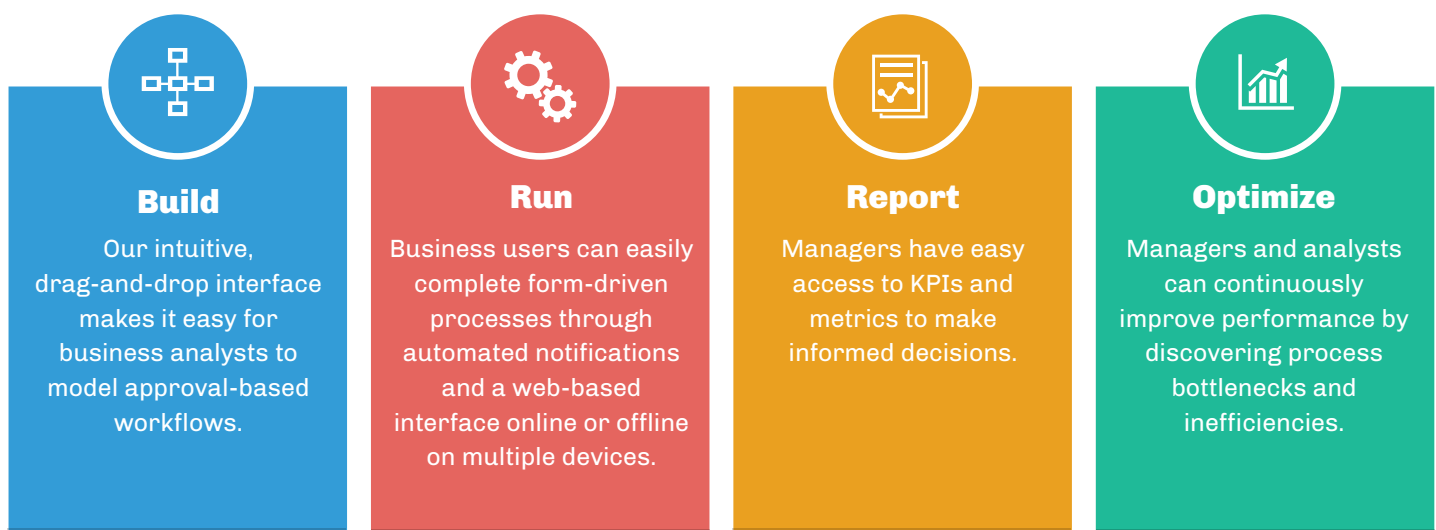 Build
Our intuitive,
drag-and-drop interface
makes it easy for
business analysts to
model approval-based
workflows.
Run
Business users can easily
complete form-driven
processes through
automated notifications
and a web-based
interface online or offline
on multiple devices.
Report
Managers have easy
access to KPIs and
metrics to make
informed decisions.
Optimize
Managers and analysts
can continuously
improve performance by
discovering process
bottlenecks and
inefficiencies.